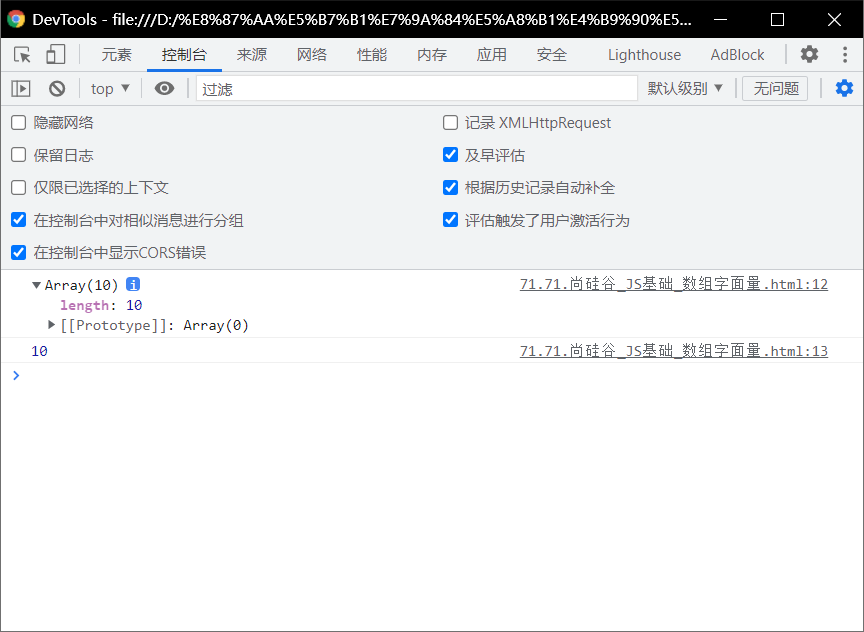 DevTools - file:///D:/%E8%87%AA%E5%B7%B1%E7%9A%84%E5%A8%B1%E4%B9%90%E5...
元素 控制台 来源 网络 性能 内存 应用 安全 Lighthouse AdBlock
top ▼ 过滤 默认级别 ▼ 无问题
隐藏网络 记录 XMLHttpRequest
保留日志 及早评估
仅限已选择的上下文 根据历史记录自动补全
在控制台中对相似消息进行分组 评估触发了用户激活行为
在控制台中显示CORS错误
▼Array(10) i 71.71.尚硅谷_JS基础_数组字面量.html:12
length: 10
▶[[Prototype]]: Array(0)
10 71.71.尚硅谷_JS基础_数组字面量.html:13
>